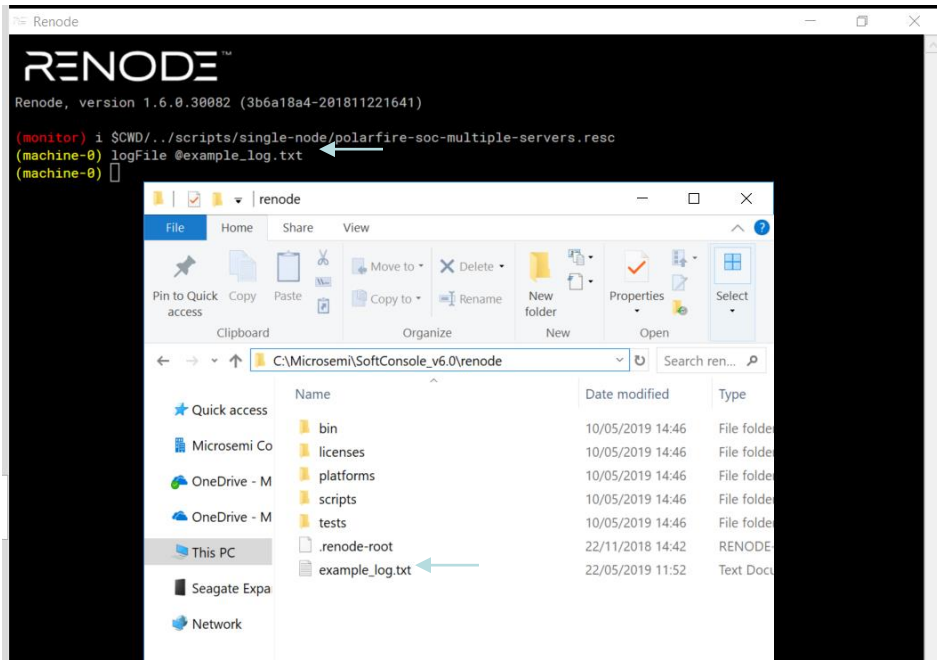 Renode
RENODE™
Renode, version 1.6.0.30082 (3b6a18a4-201811221641)
(monitor) i $CWD/../scripts/single-node/polarfire-soc-multiple-servers.resc
(machine-0) logFile @example_log.txt
(machine-0)
renode
File Home Share View
Pin to Quick access
Copy
Paste
Move to
Copy to
Delete
Rename
New folder
Properties
Select
Clipboard Organize New Open
C:\Microsemi\SoftConsole_v6.0\renode
Search ren...
Name Date modified Type
Quick access
Microsemi Co
OneDrive - M
OneDrive - M
This PC
Seagate Expa
Network
bin 10/05/2019 14:46 File folde
licenses 10/05/2019 14:46 File folde
platforms 10/05/2019 14:46 File folde
scripts 10/05/2019 14:46 File folde
tests 10/05/2019 14:46 File folde
.renode-root 22/11/2018 14:42 RENODE-
example_log.txt 22/05/2019 11:52 Text Docu